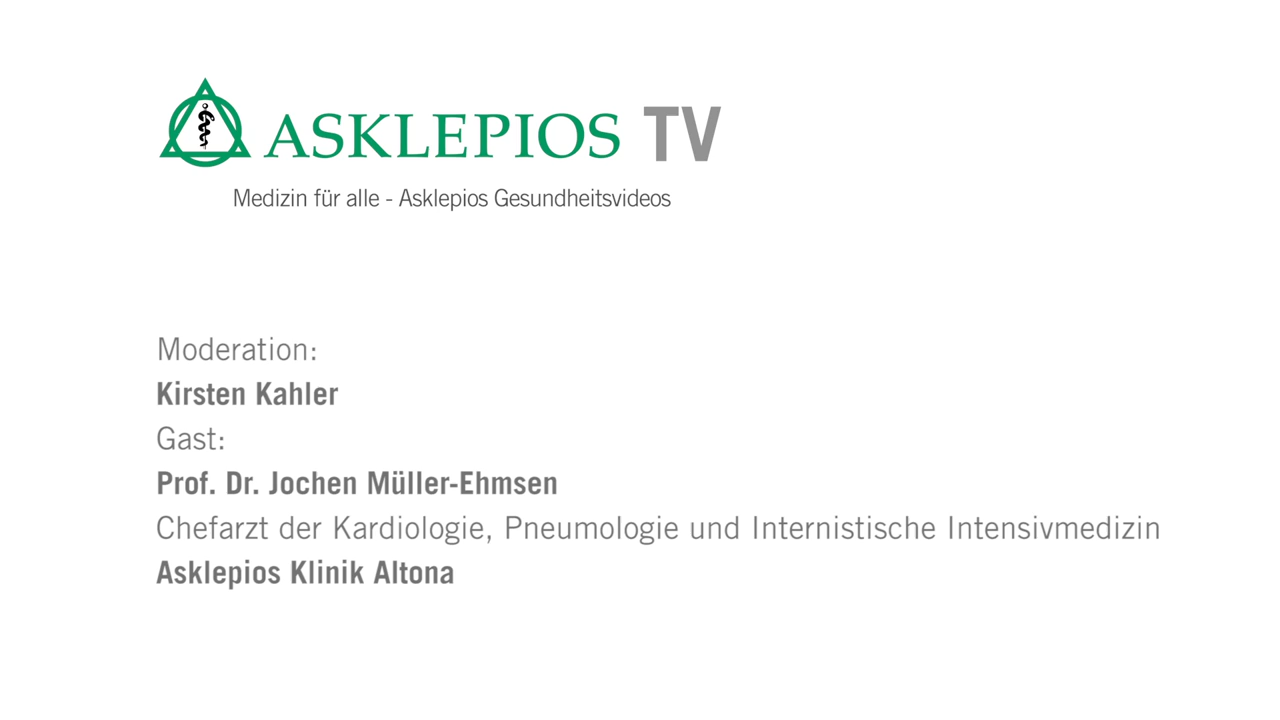 ASKLEPIOS TV
Medizin für alle - Asklepios Gesundheitsvideos
Moderation:
Kirsten Kahler
Gast:
Prof. Dr. Jochen Müller-Ehmsen
Chefarzt der Kardiologie, Pneumologie und Internistische Intensivmedizin
Asklepios Klinik Altona